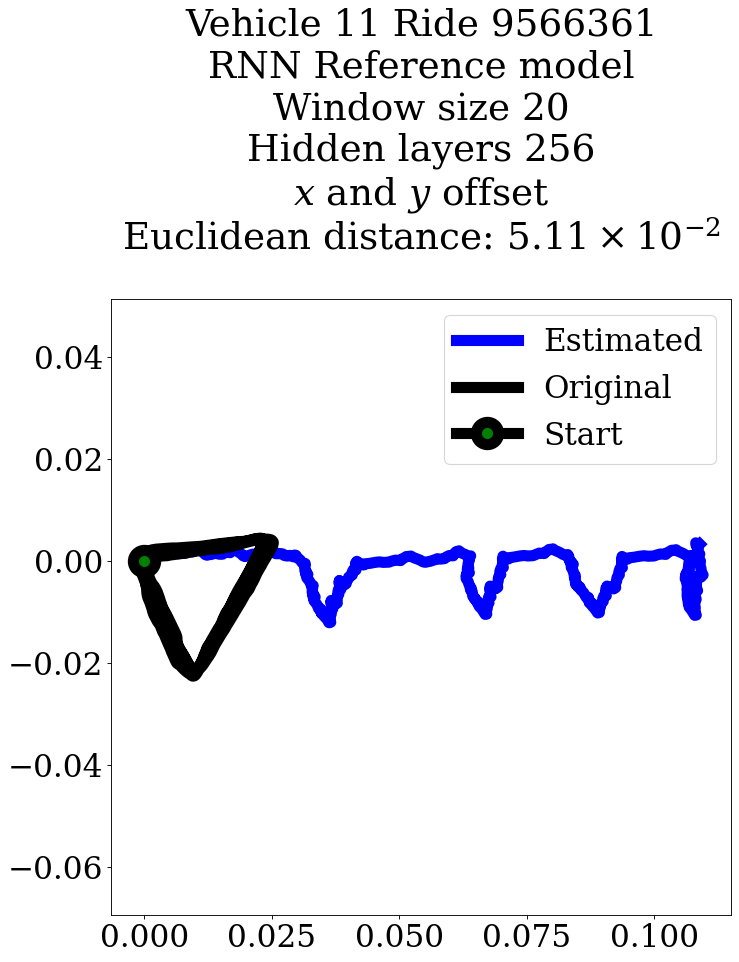 Vehicle 11 Ride 9566361
RNN Reference model
Window size 20
Hidden layers 256
x and y offset
Euclidean distance: 5.11 × 10⁻²
Estimated
Original
Start
0.04
0.02
0.00
−0.02
−0.04
−0.06
0.000 0.025 0.050 0.075 0.100